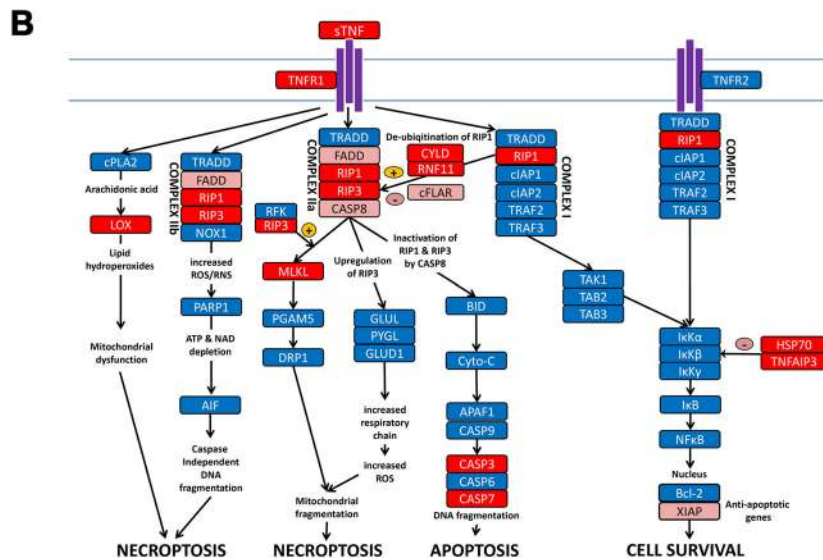 B
sTNF
TNFR1
TNFR2
cPLA2
Arachidonic acid
LOX
Lipid
hydroperoxides
Mitochondrial
dysfunction
TRADD
FADD
RIP1
RIP3
NOX1
COMPLEX IIb
increased
ROS/RNS
PARP1
ATP & NAD
depletion
AIF
Caspase
Independent
DNA
fragmentation
NECROPTOSIS
TRADD
FADD
RIP1
RIP3
CASP8
COMPLEX IIa
De-ubiqitination of RIP1
CYLD
RNF11
+
-
cFLAR
RFK
RIP3
+
MLKL
PGAM5
DRP1
Upregulation
of RIP3
GLUL
PYGL
GLUD1
increased
respiratory
chain
increased
ROS
Mitochondrial
fragmentation
NECROPTOSIS
Inactivation of
RIP1 & RIP3
by CASP8
BID
Cyto-C
APAF1
CASP9
CASP3
CASP6
CASP7
DNA fragmentation
APOPTOSIS
TRADD
RIP1
cIAP1
cIAP2
TRAF2
TRAF3
COMPLEX I
TAK1
TAB2
TAB3
TRADD
RIP1
cIAP1
cIAP2
TRAF2
TRAF3
COMPLEX I
IκKα
IκKβ
IκKγ
-
HSP70
TNFAIP3
IκB
NFκB
Nucleus
Bcl-2
XIAP
Anti-apoptotic
genes
CELL SURVIVAL